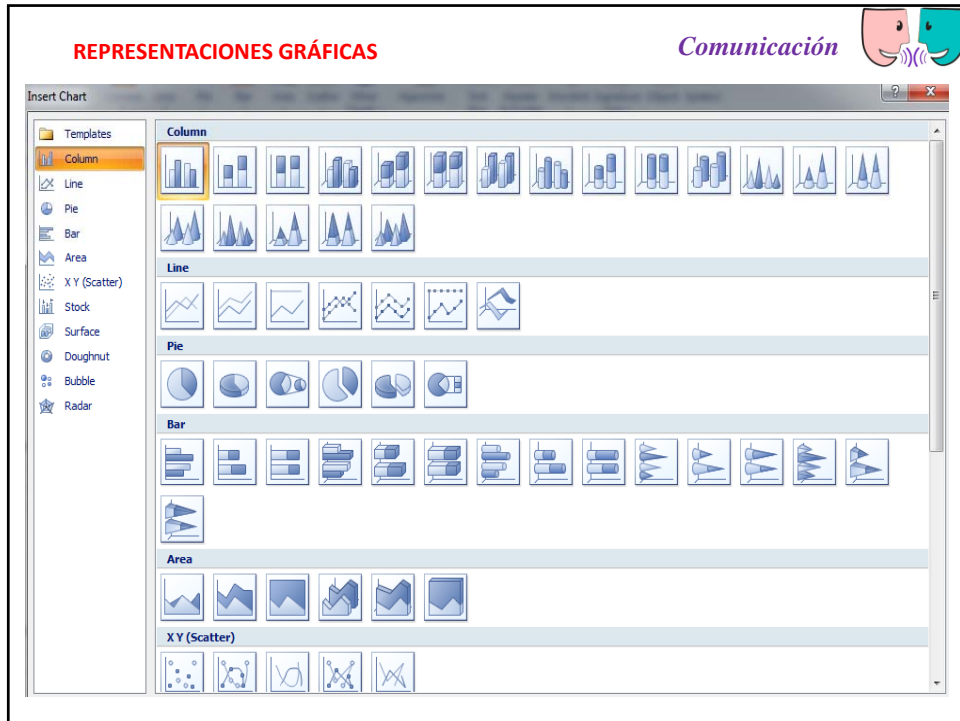 REPRESENTACIONES GRÁFICAS
Comunicación
Insert Chart
Templates
Column
Line
Pie
Bar
Area
X Y (Scatter)
Stock
Surface
Doughnut
Bubble
Radar
Column
Line
Pie
Bar
Area
X Y (Scatter)